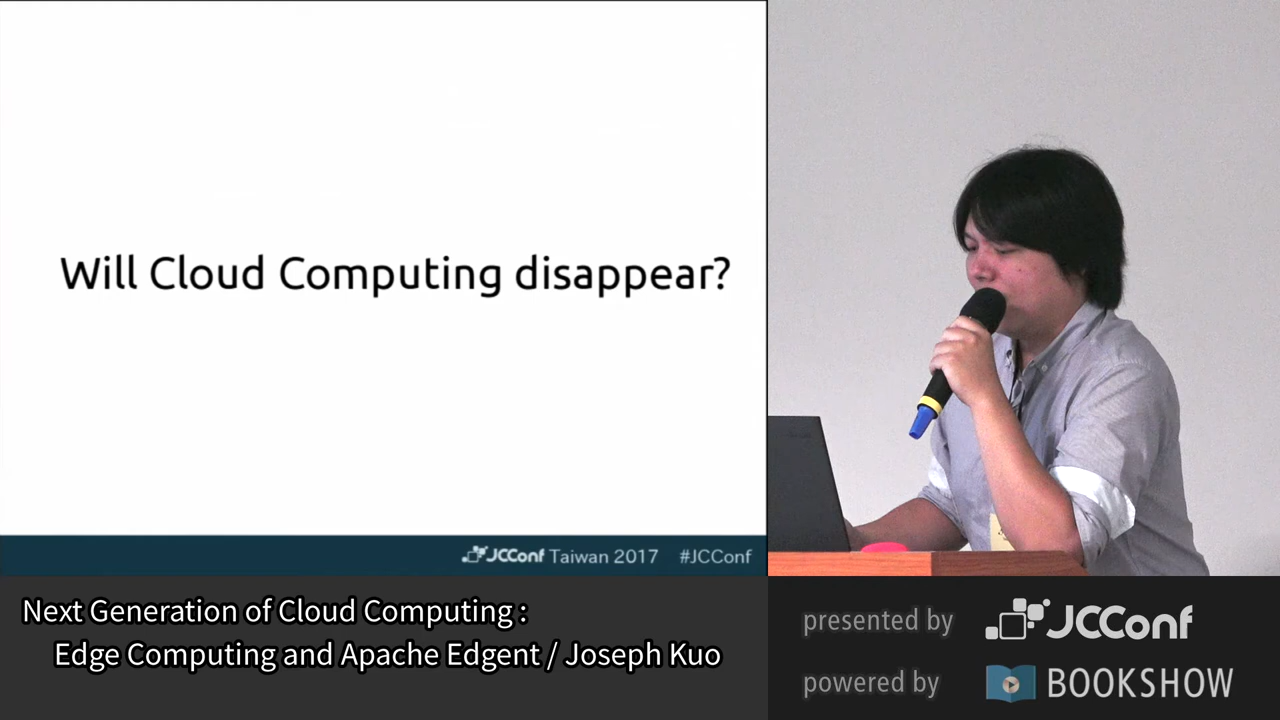 Will Cloud Computing disappear?
JCConf Taiwan 2017 #JCConf
Next Generation of Cloud Computing :
Edge Computing and Apache Edgent / Joseph Kuo
presented by JCConf
powered by BOOKSHOW